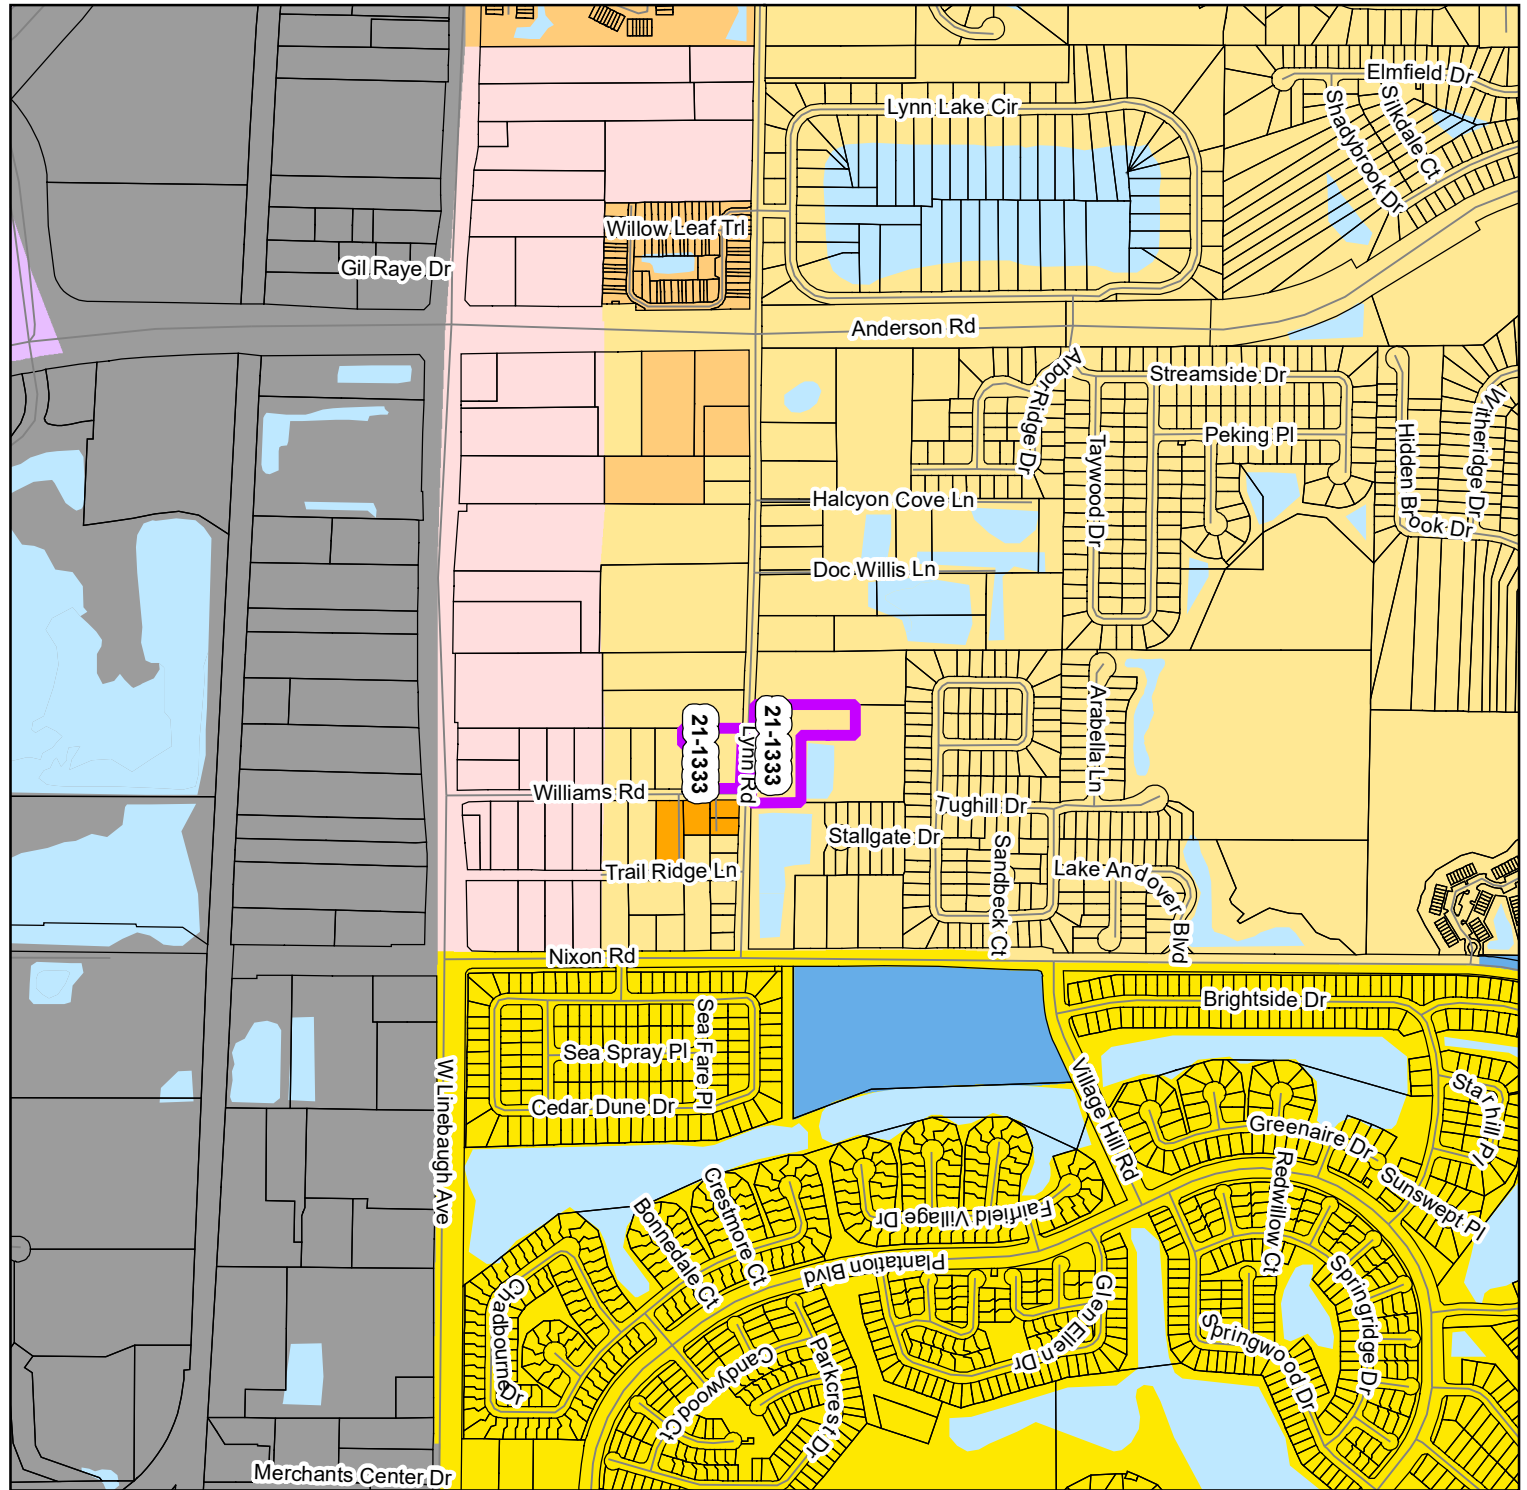 Elmfield Dr
Lynn Lake Cir
Shadybrook Dr
Silkdale Ct
Willow Leaf Trl
Gil Raye Dr
Anderson Rd
Arbor Ridge Dr
Streamside Dr
Witheridge Dr
Peking Pl
Taywood Dr
Hidden Brook Dr
Halcyon Cove Ln
Doc Willis Ln
Arabella Ln
21-1333
21-1333
Lynn Rd
Williams Rd
Tughill Dr
Stallgate Dr
Sandbeck Ct
Trail Ridge Ln
Lake Andover Blvd
Nixon Rd
Brightside Dr
Sea Fare Pl
Sea Spray Pl
W Linebaugh Ave
Village Hill Rd
Starhill Pl
Cedar Dune Dr
Greenaire Dr
Redwillow Ct
Sunswept Pl
Crestmore Ct
Bonnedale Ct
Fairfield Village Dr
Plantation Blvd
Chadbourne Dr
Glen Ellen Dr
Springridge Dr
Springwood Dr
Candywood Ct
Parkcrest Dr
Merchants Center Dr